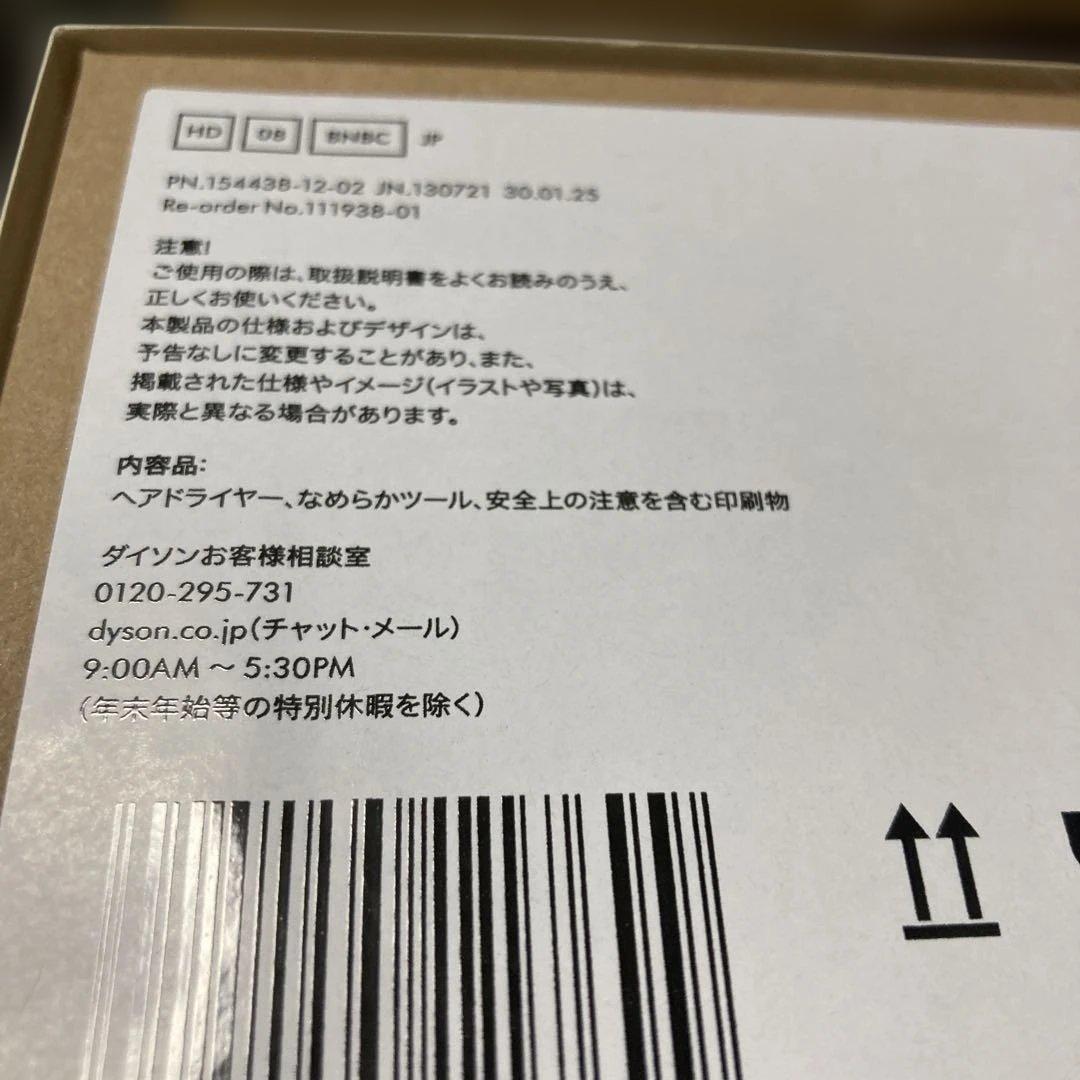 HD 08 BNBC JP
PN.154438-12-02 JN.130721 30.01.25
Re-order No.111938-01
注意!
ご使用の際は、取扱説明書をよくお読みのうえ、
正しくお使いください。
本製品の仕様およびデザインは、
予告なしに変更することがあり、また、
掲載された仕様やイメージ(イラストや写真)は、
実際と異なる場合があります。
内容品:
ヘアドライヤー、なめらかツール、安全上の注意を含む印刷物
ダイソンお客様相談室
0120-295-731
dyson.co.jp(チャット・メール)
9:00AM ～ 5:30PM
(年末年始等の特別休暇を除く)